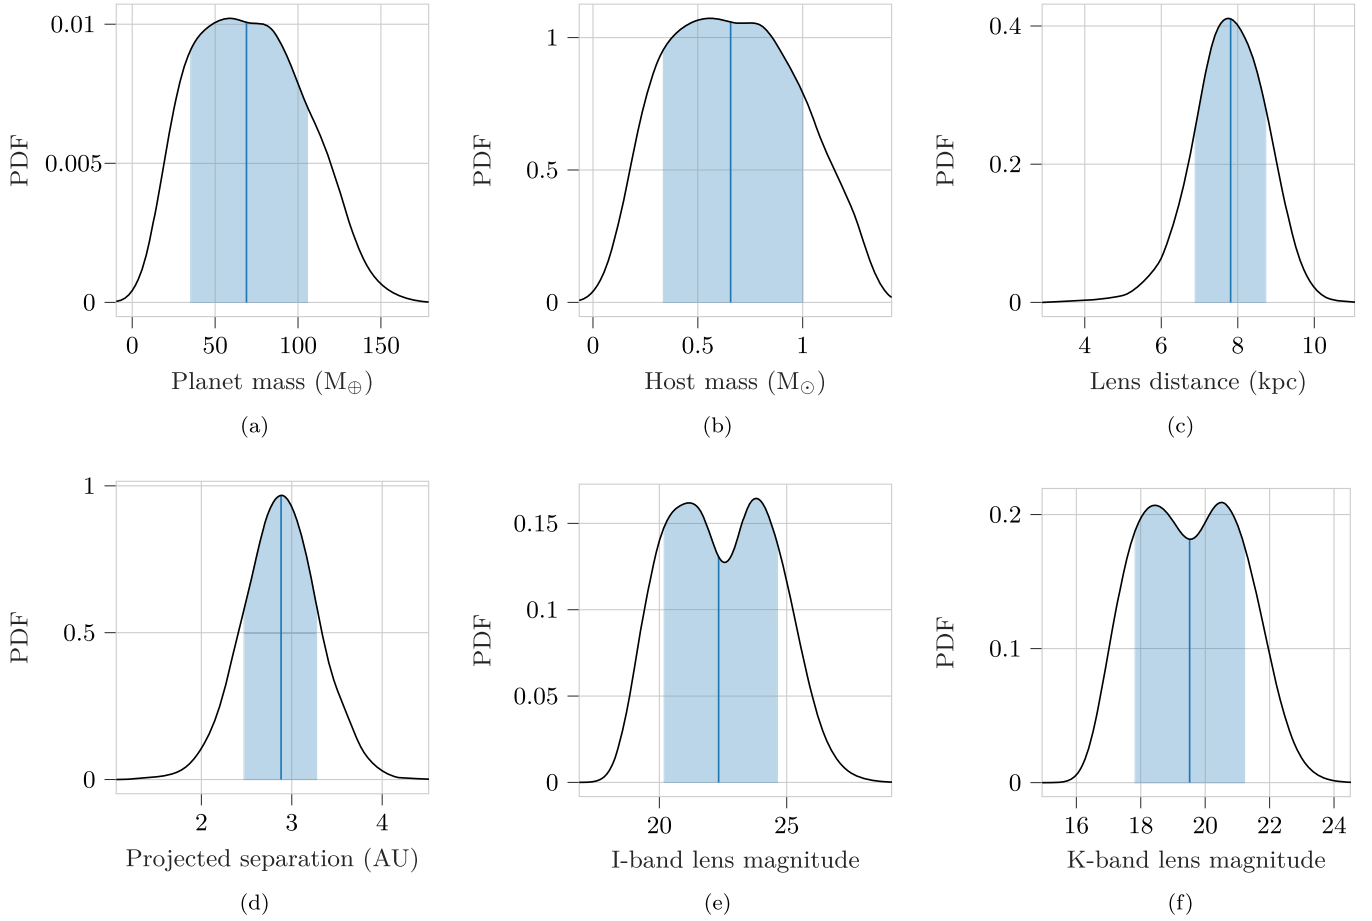 PDF
0.01
0.005
0
0
50
100
150
Planet mass (M⊕)
(a)
PDF
1
0.5
0
0
0.5
1
Host mass (M⊙)
(b)
PDF
0.4
0.2
0
4
6
8
10
Lens distance (kpc)
(c)
PDF
1
0.5
0
2
3
4
Projected separation (AU)
(d)
PDF
0.15
0.1
0.05
0
20
25
I-band lens magnitude
(e)
PDF
0.2
0.1
0
16
18
20
22
24
K-band lens magnitude
(f)